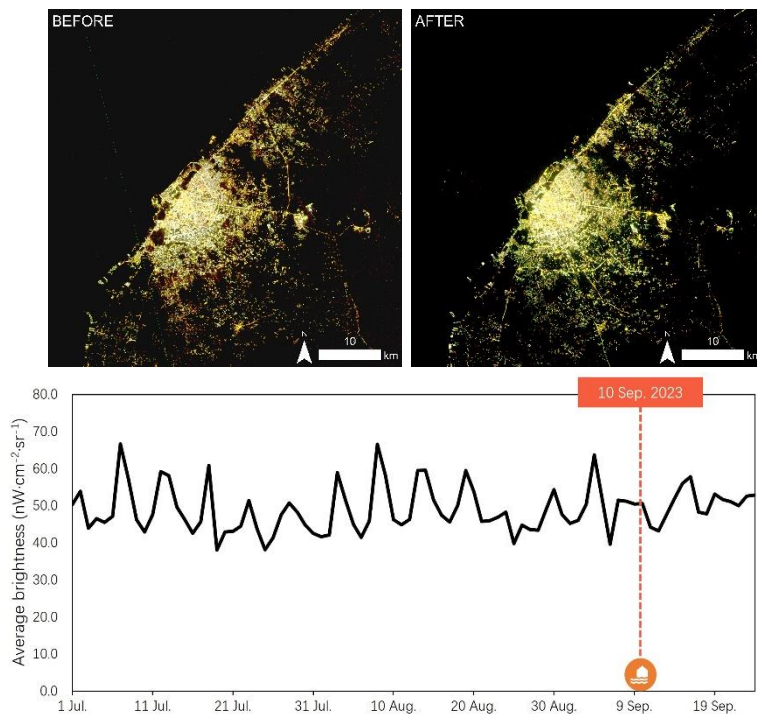 BEFORE
AFTER
N
10
km
N
10
km
80.0
10 Sep. 2023
70.0
60.0
50.0
40.0
30.0
20.0
10.0
0.0
Average brightness (nW·cm⁻²·sr⁻¹)
1 Jul.
11 Jul.
21 Jul.
31 Jul.
10 Aug.
20 Aug.
30 Aug.
9 Sep.
19 Sep.